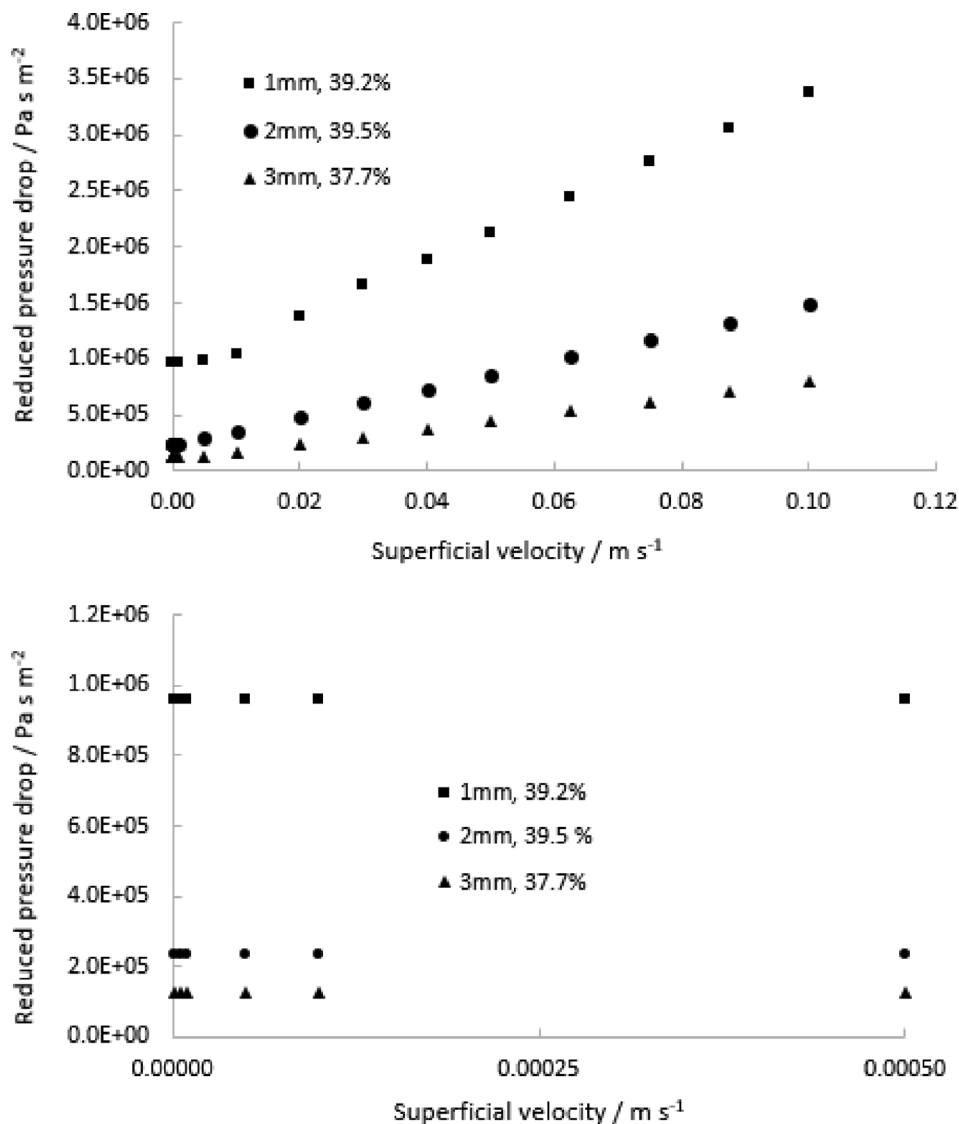 4.0E+06
3.5E+06
3.0E+06
2.5E+06
2.0E+06
1.5E+06
1.0E+06
5.0E+05
0.0E+00
Reduced pressure drop / Pa s m⁻²
1mm, 39.2%
2mm, 39.5%
3mm, 37.7%
0.00 0.02 0.04 0.06 0.08 0.10 0.12
Superficial velocity / m s⁻¹
1.2E+06
1.0E+06
8.0E+05
6.0E+05
4.0E+05
2.0E+05
0.0E+00
Reduced pressure drop / Pa s m⁻²
1mm, 39.2%
2mm, 39.5 %
3mm, 37.7%
0.00000 0.00025 0.00050
Superficial velocity / m s⁻¹